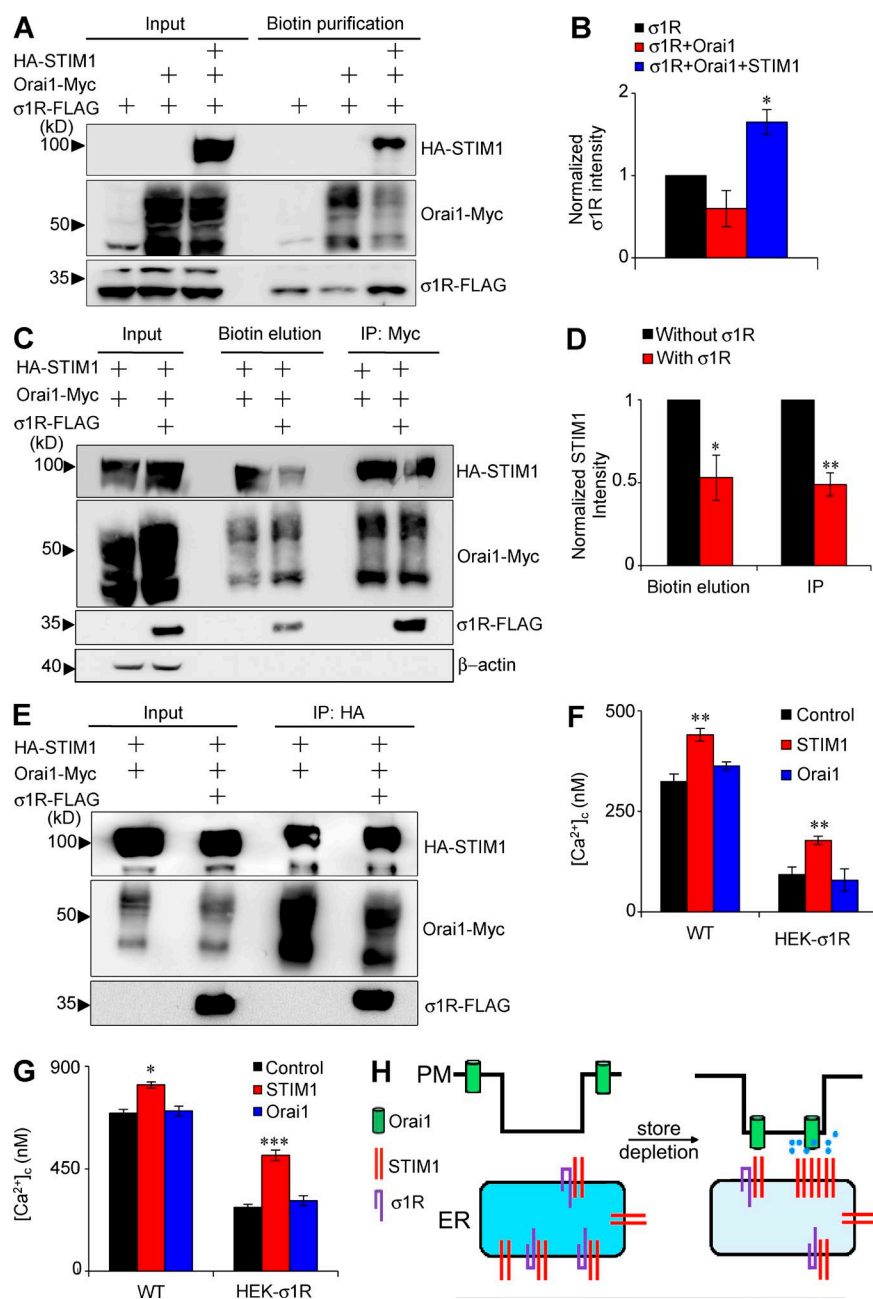 A
Input
Biotin purification
HA-STIM1 + +
Orai1-Myc + + + +
σ1R-FLAG + + + + + +
(kD)
100
HA-STIM1
50
Orai1-Myc
35
σ1R-FLAG
B
σ1R
σ1R+Orai1
σ1R+Orai1+STIM1
Normalized
σ1R intensity
2
1
0
*
C
Input
Biotin elution
IP: Myc
HA-STIM1 + + + + + +
Orai1-Myc + + + + + +
σ1R-FLAG + + +
(kD)
100
HA-STIM1
50
Orai1-Myc
35
σ1R-FLAG
40
β-actin
D
Without σ1R
With σ1R
Normalized STIM1
Intensity
1
0.5
0
*
**
Biotin elution
IP
E
Input
IP: HA
HA-STIM1 + + + +
Orai1-Myc + + + +
σ1R-FLAG + +
(kD)
100
HA-STIM1
50
Orai1-Myc
35
σ1R-FLAG
F
Control
STIM1
Orai1
[Ca²⁺]c (nM)
500
250
0
**
**
WT
HEK-σ1R
G
Control
STIM1
Orai1
[Ca²⁺]c (nM)
900
450
0
*
***
WT
HEK-σ1R
H
PM
Orai1
STIM1
σ1R
store
depletion
ER